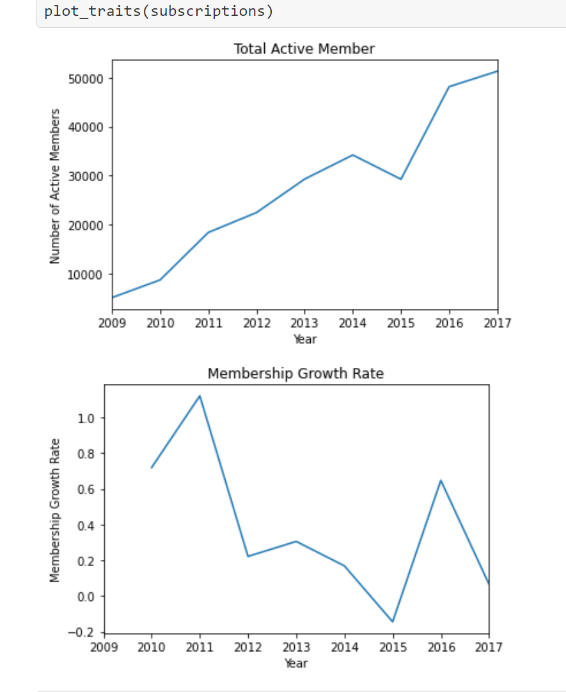 plot_traits(subscriptions)
Total Active Member
Number of Active Members
50000
40000
30000
20000
10000
2009 2010 2011 2012 2013 2014 2015 2016 2017
Year
Membership Growth Rate
Membership Growth Rate
1.0
0.8
0.6
0.4
0.2
0.0
−0.2
2009 2010 2011 2012 2013 2014 2015 2016 2017
Year